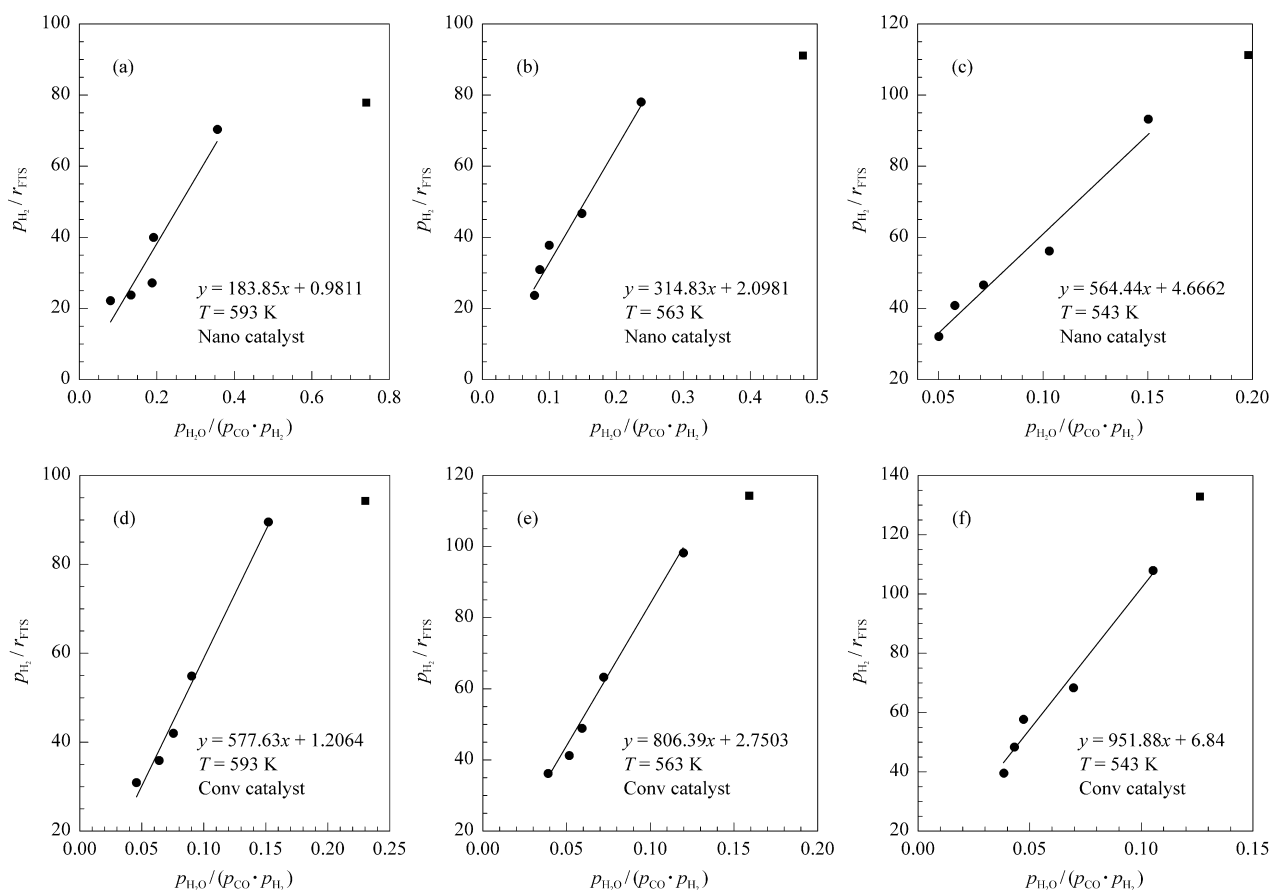 100
80
60
40
20
0
(a)
y = 183.85x + 0.9811
T = 593 K
Nano catalyst
0.0 0.2 0.4 0.6 0.8
p_H₂ / r_FTS
p_H₂O / (p_CO • p_H₂)
100
80
60
40
20
0
(b)
y = 314.83x + 2.0981
T = 563 K
Nano catalyst
0.0 0.1 0.2 0.3 0.4 0.5
p_H₂ / r_FTS
p_H₂O / (p_CO • p_H₂)
120
100
80
60
40
20
(c)
y = 564.44x + 4.6662
T = 543 K
Nano catalyst
0.05 0.10 0.15 0.20
p_H₂ / r_FTS
p_H₂O / (p_CO • p_H₂)
100
80
60
40
20
(d)
y = 577.63x + 1.2064
T = 593 K
Conv catalyst
0.00 0.05 0.10 0.15 0.20 0.25
p_H₂ / r_FTS
p_H₂O / (p_CO • p_H₂)
120
100
80
60
40
20
(e)
y = 806.39x + 2.7503
T = 563 K
Conv catalyst
0.00 0.05 0.10 0.15 0.20
p_H₂ / r_FTS
p_H₂O / (p_CO • p_H₂)
140
120
100
80
60
40
20
(f)
y = 951.88x + 6.84
T = 543 K
Conv catalyst
0.00 0.05 0.10 0.15
p_H₂ / r_FTS
p_H₂O / (p_CO • p_H₂)